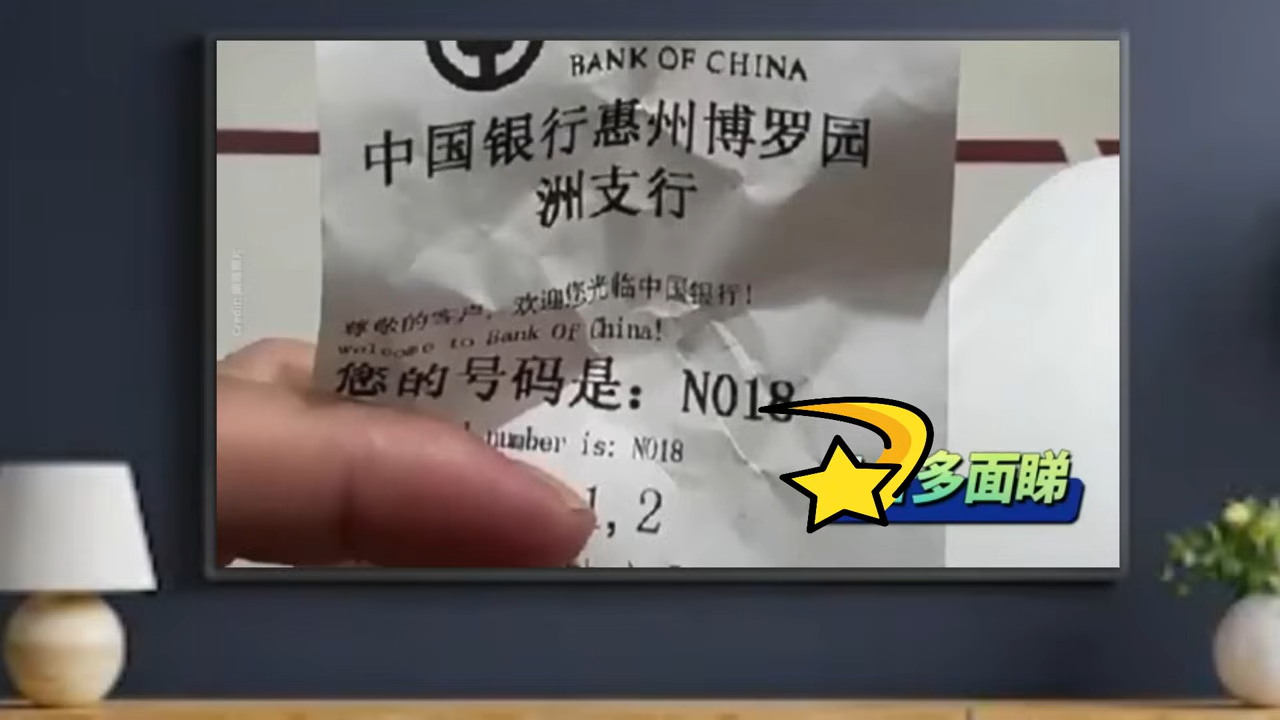 BANK OF CHINA
中国银行惠州博罗园
洲支行
尊敬的客户，欢迎您光临中国银行！
welcome to Bank Of China!
您的号码是：N018
number is: N018
1,2
多面睇